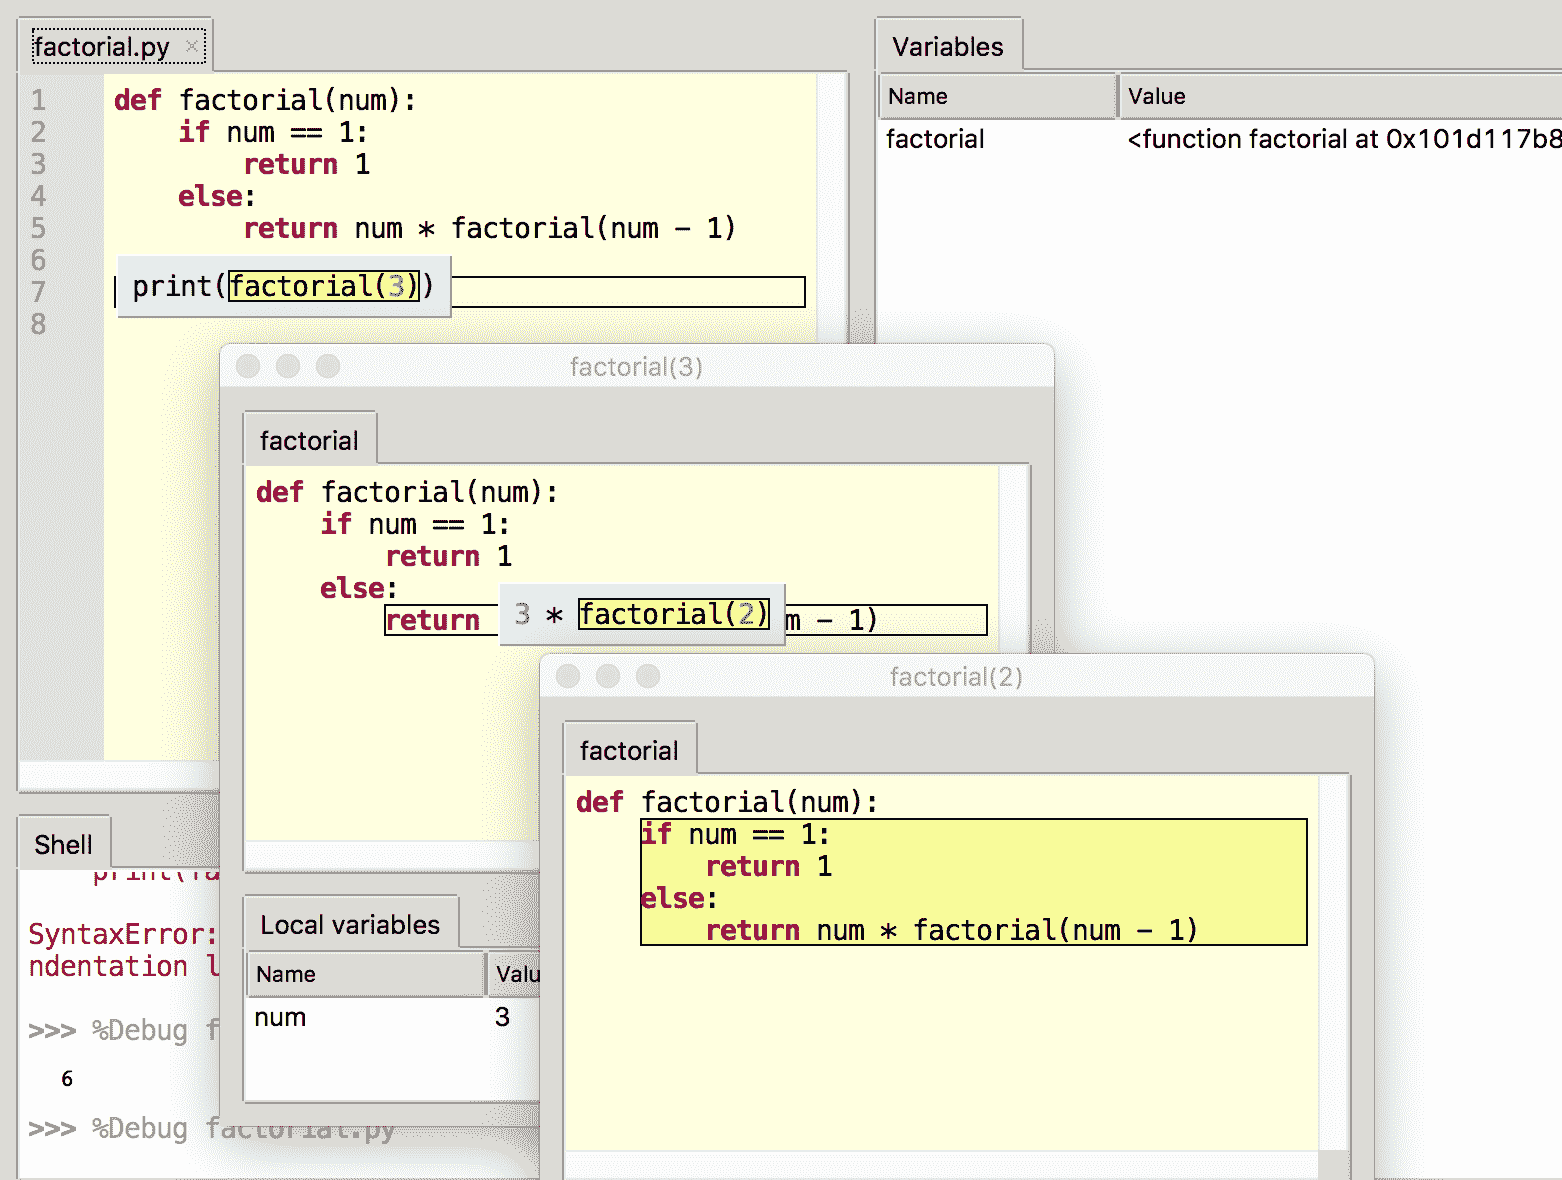 factorial.py ×
1 def factorial(num):
2 if num == 1:
3 return 1
4 else:
5 return num * factorial(num - 1)
6
7 print(factorial(3))
8
Variables
Name Value
factorial <function factorial at 0x101d117b8
factorial(3)
factorial
def factorial(num):
if num == 1:
return 1
else:
return 3 * factorial(2) m - 1)
Local variables
Name Valu
num 3
factorial(2)
factorial
def factorial(num):
if num == 1:
return 1
else:
return num * factorial(num - 1)
Shell
print(fa
SyntaxError:
ndentation l
>>> %Debug f
6
>>> %Debug factorial.py